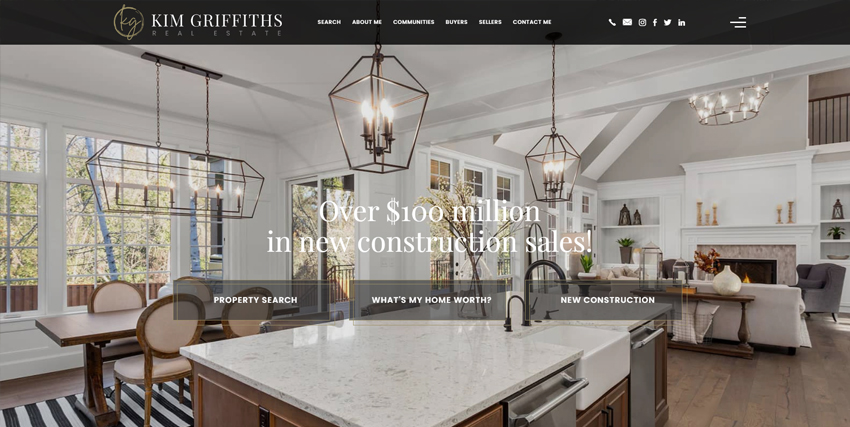 kg KIM GRIFFITHS
REAL ESTATE
SEARCH ABOUT ME COMMUNITIES BUYERS SELLERS CONTACT ME
Over $100 million
in new construction sales!
PROPERTY SEARCH WHAT'S MY HOME WORTH? NEW CONSTRUCTION